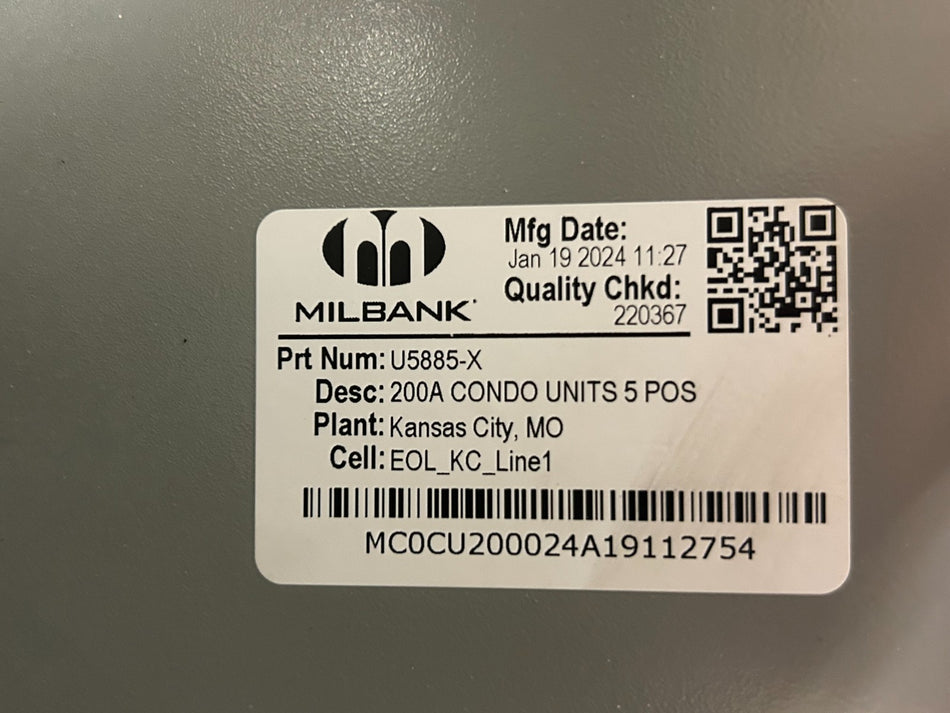 MILBANK
Mfg Date:
Jan 19 2024 11:27
Quality Chkd:
220367
Prt Num: U5885-X
Desc: 200A CONDO UNITS 5 POS
Plant: Kansas City, MO
Cell: EOL_KC_Line1
MC0CU200024A19112754